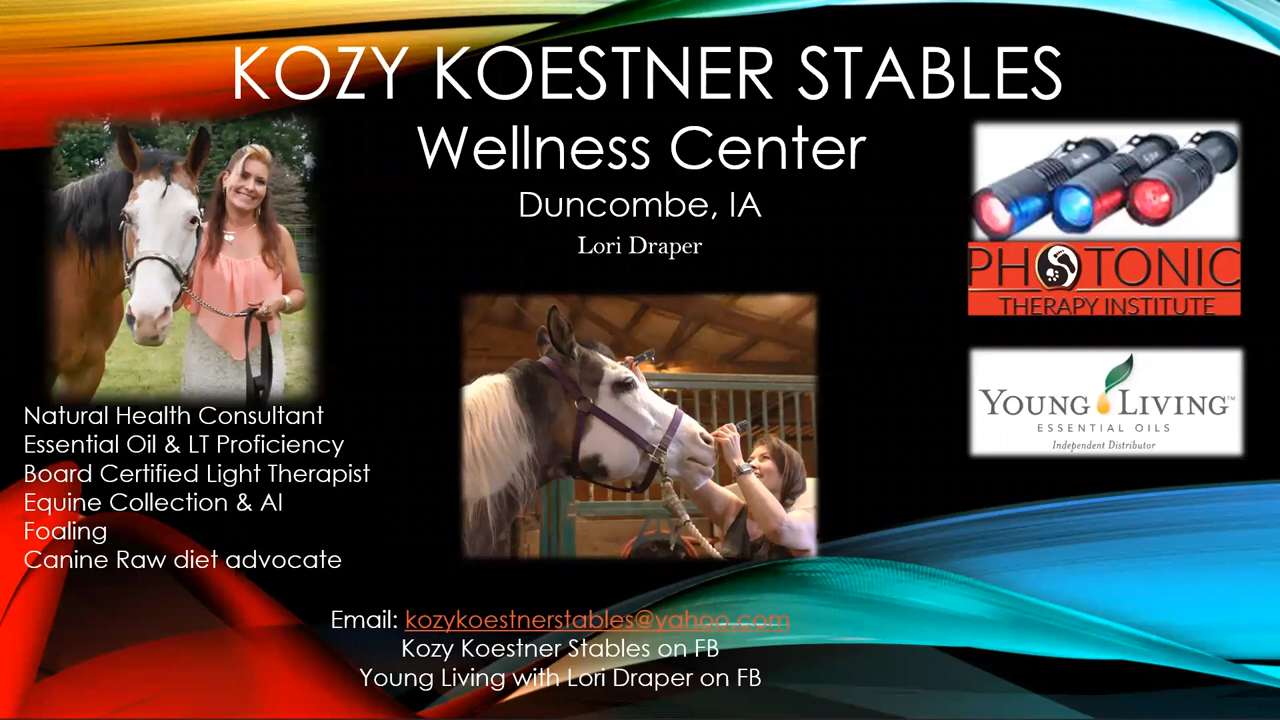 KOZY KOESTNER STABLES
Wellness Center
Duncombe, IA
Lori Draper
PHOTONIC
THERAPY INSTITUTE
YOUNG LIVING™
ESSENTIAL OILS
Independent Distributor
Natural Health Consultant
Essential Oil & LT Proficiency
Board Certified Light Therapist
Equine Collection & AI
Foaling
Canine Raw diet advocate
Email: kozykoestnerstables@yahoo.com
Kozy Koestner Stables on FB
Young Living with Lori Draper on FB